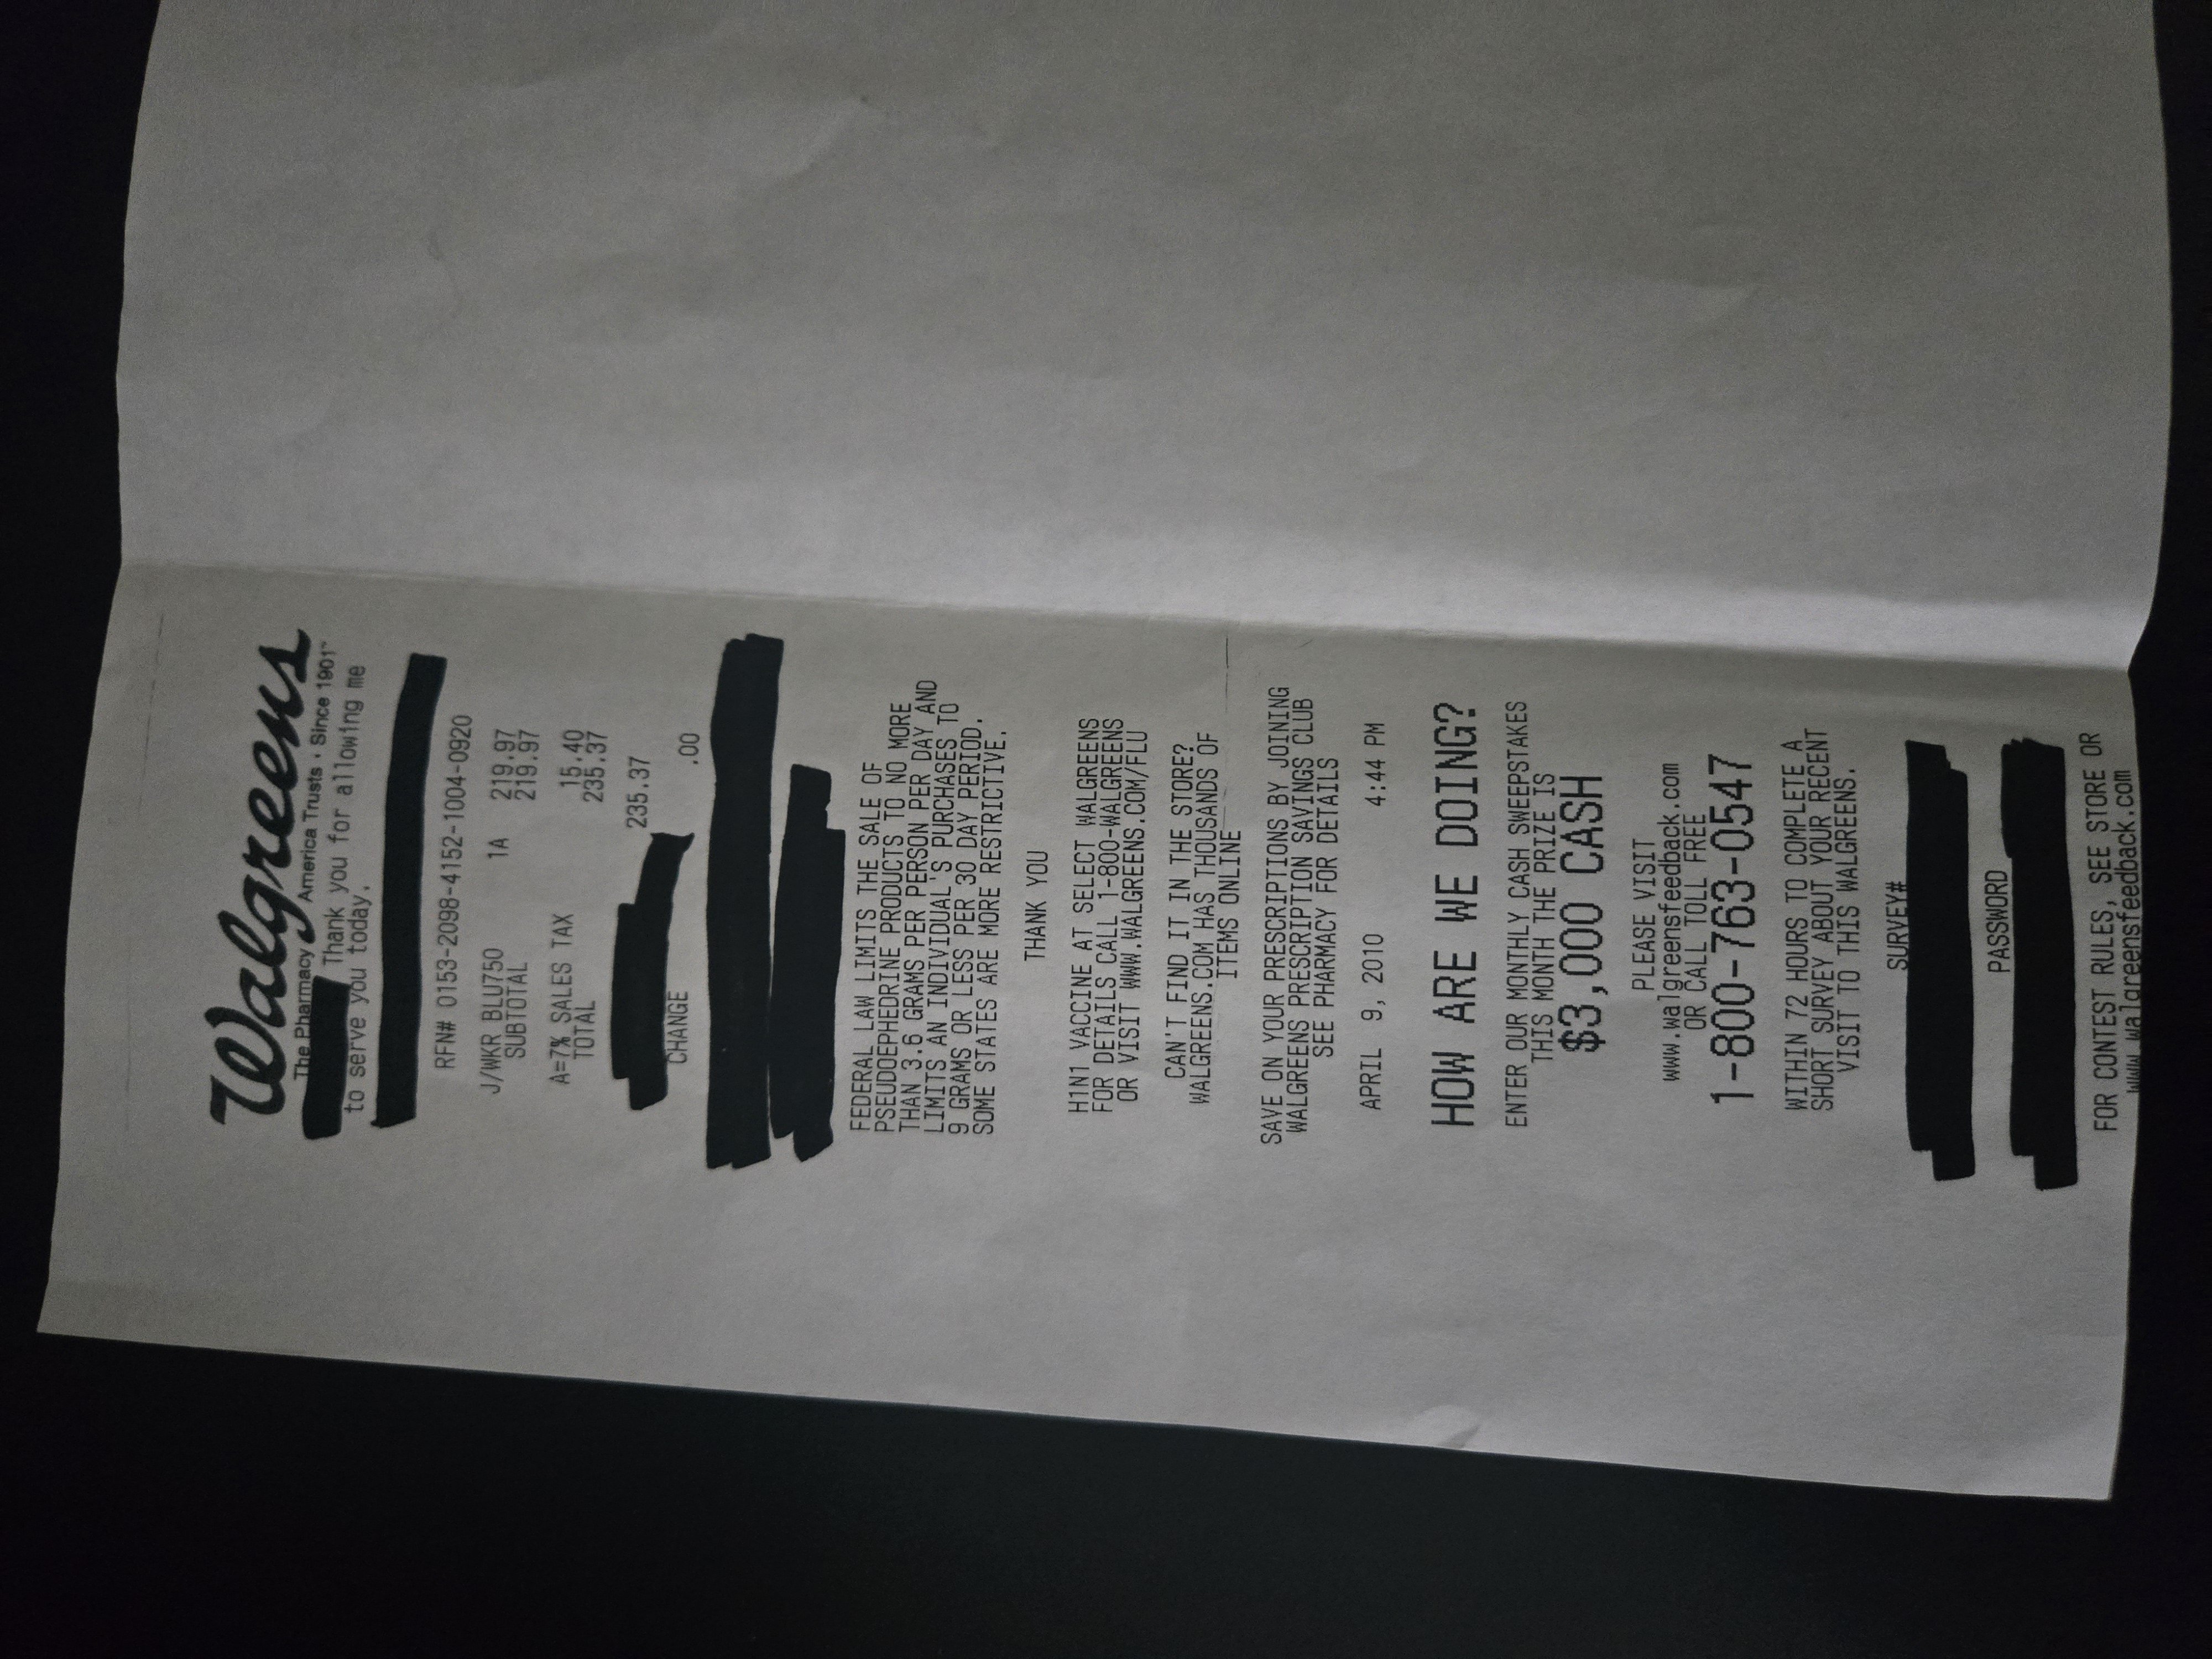 Walgreens
The Pharmacy America Trusts • Since 1901™
Thank you for allowing me
to serve you today.
RFN# 0153-2098-4152-1004-0920
J/WKR BLU750 1A 219.97
SUBTOTAL 219.97
A=7% SALES TAX 15.40
TOTAL 235.37
235.37
CHANGE .00
FEDERAL LAW LIMITS THE SALE OF
PSEUDOEPHEDRINE PRODUCTS TO NO MORE
THAN 3.6 GRAMS PER PERSON PER DAY AND
LIMITS AN INDIVIDUAL'S PURCHASES TO
9 GRAMS OR LESS PER 30 DAY PERIOD.
SOME STATES ARE MORE RESTRICTIVE.
THANK YOU
H1N1 VACCINE AT SELECT WALGREENS
FOR DETAILS CALL 1-800-WALGREENS
OR VISIT WWW.WALGREENS.COM/FLU
CAN'T FIND IT IN THE STORE?
WALGREENS.COM HAS THOUSANDS OF
ITEMS ONLINE
SAVE ON YOUR PRESCRIPTIONS BY JOINING
WALGREENS PRESCRIPTION SAVINGS CLUB
SEE PHARMACY FOR DETAILS
APRIL 9, 2010 4:44 PM
HOW ARE WE DOING?
ENTER OUR MONTHLY CASH SWEEPSTAKES
THIS MONTH THE PRIZE IS
$3,000 CASH
PLEASE VISIT
www.walgreensfeedback.com
OR CALL TOLL FREE
1-800-763-0547
WITHIN 72 HOURS TO COMPLETE A
SHORT SURVEY ABOUT YOUR RECENT
VISIT TO THIS WALGREENS.
SURVEY#
PASSWORD
FOR CONTEST RULES, SEE STORE OR
www.walgreensfeedback.com